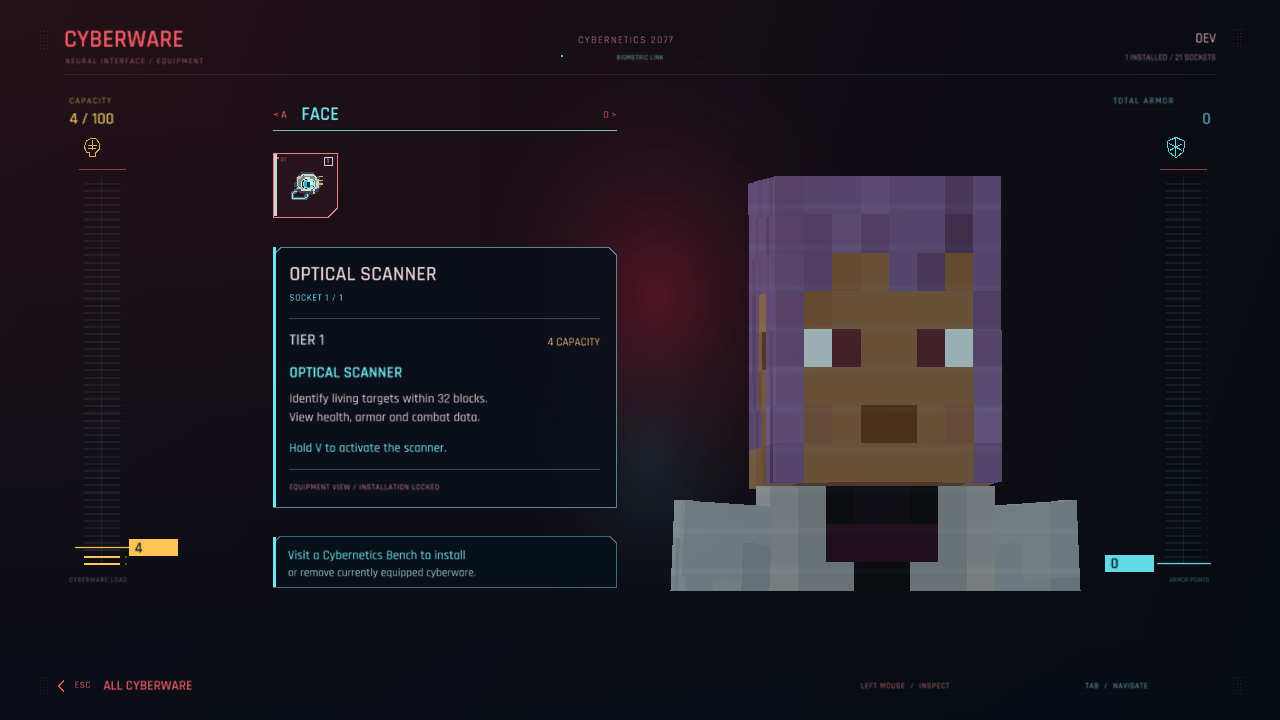 CYBERWARE
NEURAL INTERFACE / EQUIPMENT
CYBERNETICS 2077
BIOMETRIC LINK
DEV
1 INSTALLED / 21 SOCKETS
CAPACITY
4 / 100
< A FACE D >
TOTAL ARMOR
0
OPTICAL SCANNER
SOCKET 1 / 1
TIER 1
4 CAPACITY
OPTICAL SCANNER
Identify living targets within 32 blocks.
View health, armor and combat data.
Hold V to activate the scanner.
EQUIPMENT VIEW / INSTALLATION LOCKED
Visit a Cybernetics Bench to install
or remove currently equipped cyberware.
4
CYBERWARE LOAD
0
ARMOR POINTS
ESC ALL CYBERWARE
LEFT MOUSE / INSPECT
TAB / NAVIGATE